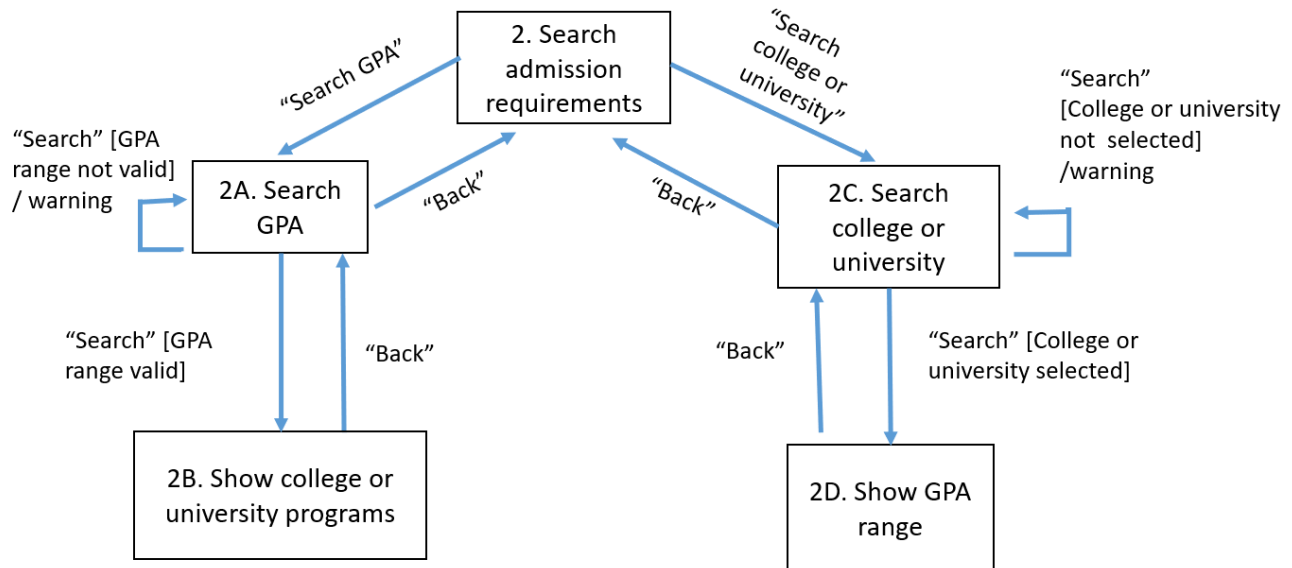 2. Search
admission
requirements
“Search GPA”
“Search
college or
university”
“Search”
[College or university
not selected]
/warning
“Search” [GPA
range not valid]
/ warning
2A. Search
GPA
“Back”
“Back”
2C. Search
college or
university
“Search” [GPA
range valid]
“Back”
“Back”
“Search” [College or
university selected]
2B. Show college or
university programs
2D. Show GPA
range